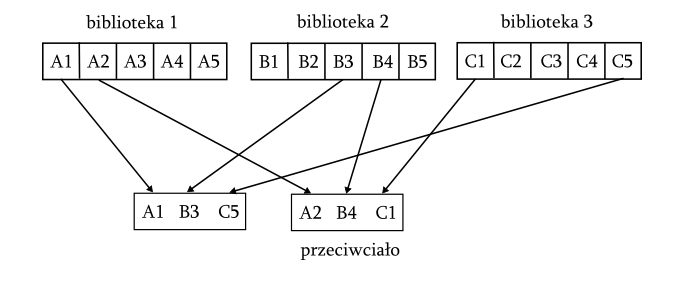 biblioteka 1 biblioteka 2 biblioteka 3
A1 A2 A3 A4 A5 B1 B2 B3 B4 B5 C1 C2 C3 C4 C5
A1 B3 C5 A2 B4 C1
przeciwciało